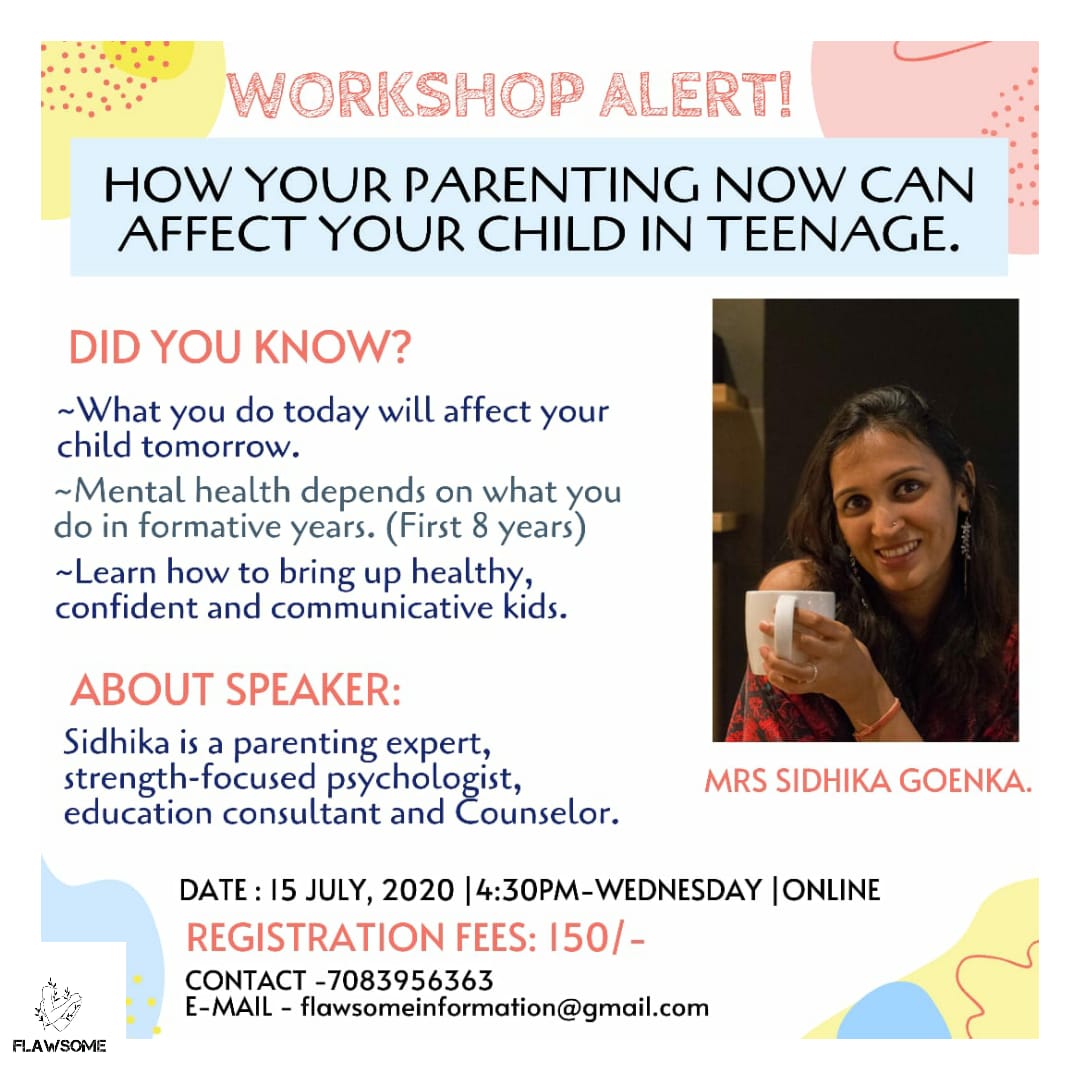 WORKSHOP ALERT!
HOW YOUR PARENTING NOW CAN
AFFECT YOUR CHILD IN TEENAGE.
DID YOU KNOW?
~What you do today will affect your
child tomorrow.
~Mental health depends on what you
do in formative years. (First 8 years)
~Learn how to bring up healthy,
confident and communicative kids.
ABOUT SPEAKER:
Sidhika is a parenting expert,
strength-focused psychologist,
education consultant and Counselor.
MRS SIDHIKA GOENKA.
DATE : 15 JULY, 2020 |4:30PM-WEDNESDAY |ONLINE
REGISTRATION FEES: 150/-
CONTACT -7083956363
E-MAIL - flawsomeinformation@gmail.com
FLAWSOME